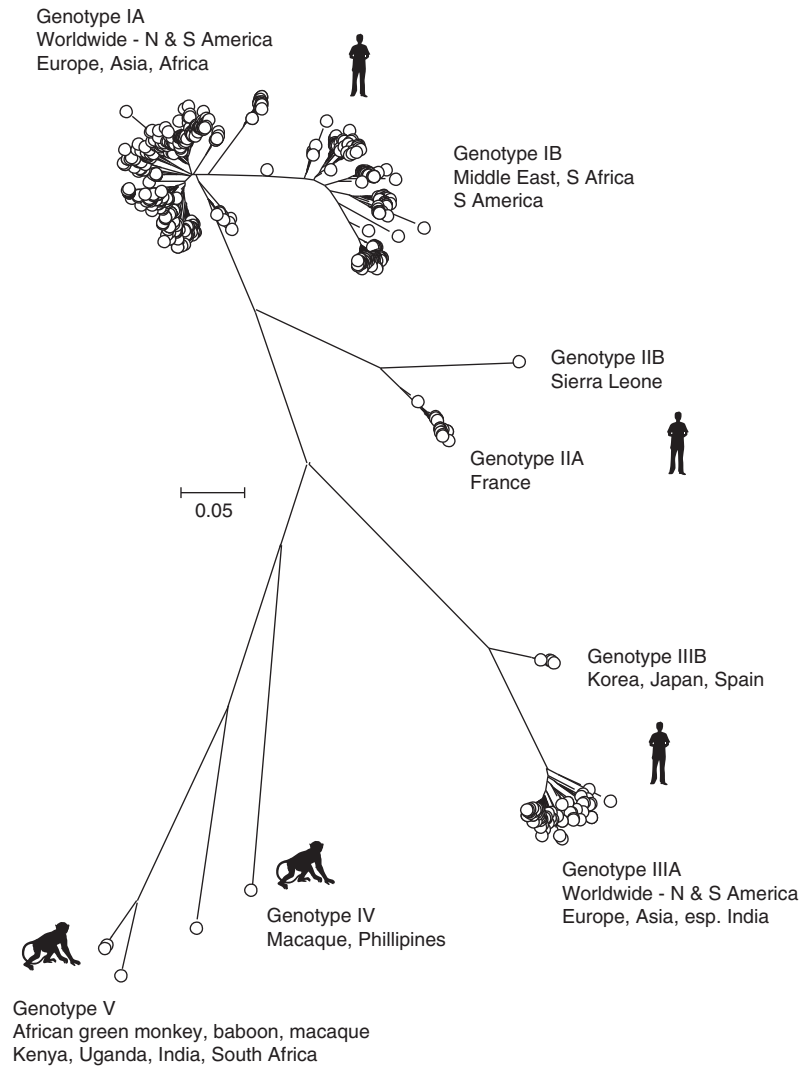 Genotype IA
Worldwide - N & S America
Europe, Asia, Africa
Genotype IB
Middle East, S Africa
S America
Genotype IIB
Sierra Leone
Genotype IIA
France
0.05
Genotype IIIB
Korea, Japan, Spain
Genotype IIIA
Worldwide - N & S America
Europe, Asia, esp. India
Genotype IV
Macaque, Phillipines
Genotype V
African green monkey, baboon, macaque
Kenya, Uganda, India, South Africa